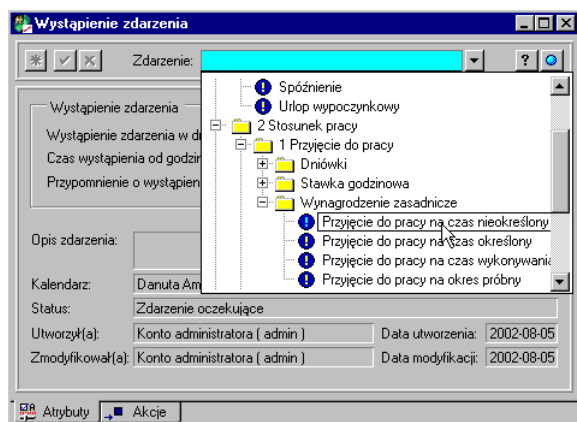 Wystąpienie zdarzenia
Zdarzenie:
?
Spóźnienie
Urlop wypoczynkowy
2 Stosunek pracy
1 Przyjęcie do pracy
Dniówki
Stawka godzinowa
Wynagrodzenie zasadnicze
Przyjęcie do pracy na czas nieokreślony
Przyjęcie do pracy na czas określony
Przyjęcie do pracy na czas wykonywania
Przyjęcie do pracy na okres próbny
Wystąpienie zdarzenia
Wystąpienie zdarzenia w
Czas wystąpienia od godzin
Przypomnienie o wystąpien
Opis zdarzenia:
Kalendarz: Danuta Am
Status: Zdarzenie oczekujące
Utworzył(a): Konto administratora ( admin ) Data utworzenia: 2002-08-05
Zmodyfikował(a): Konto administratora ( admin ) Data modyfikacji: 2002-08-05
Atrybuty Akcje